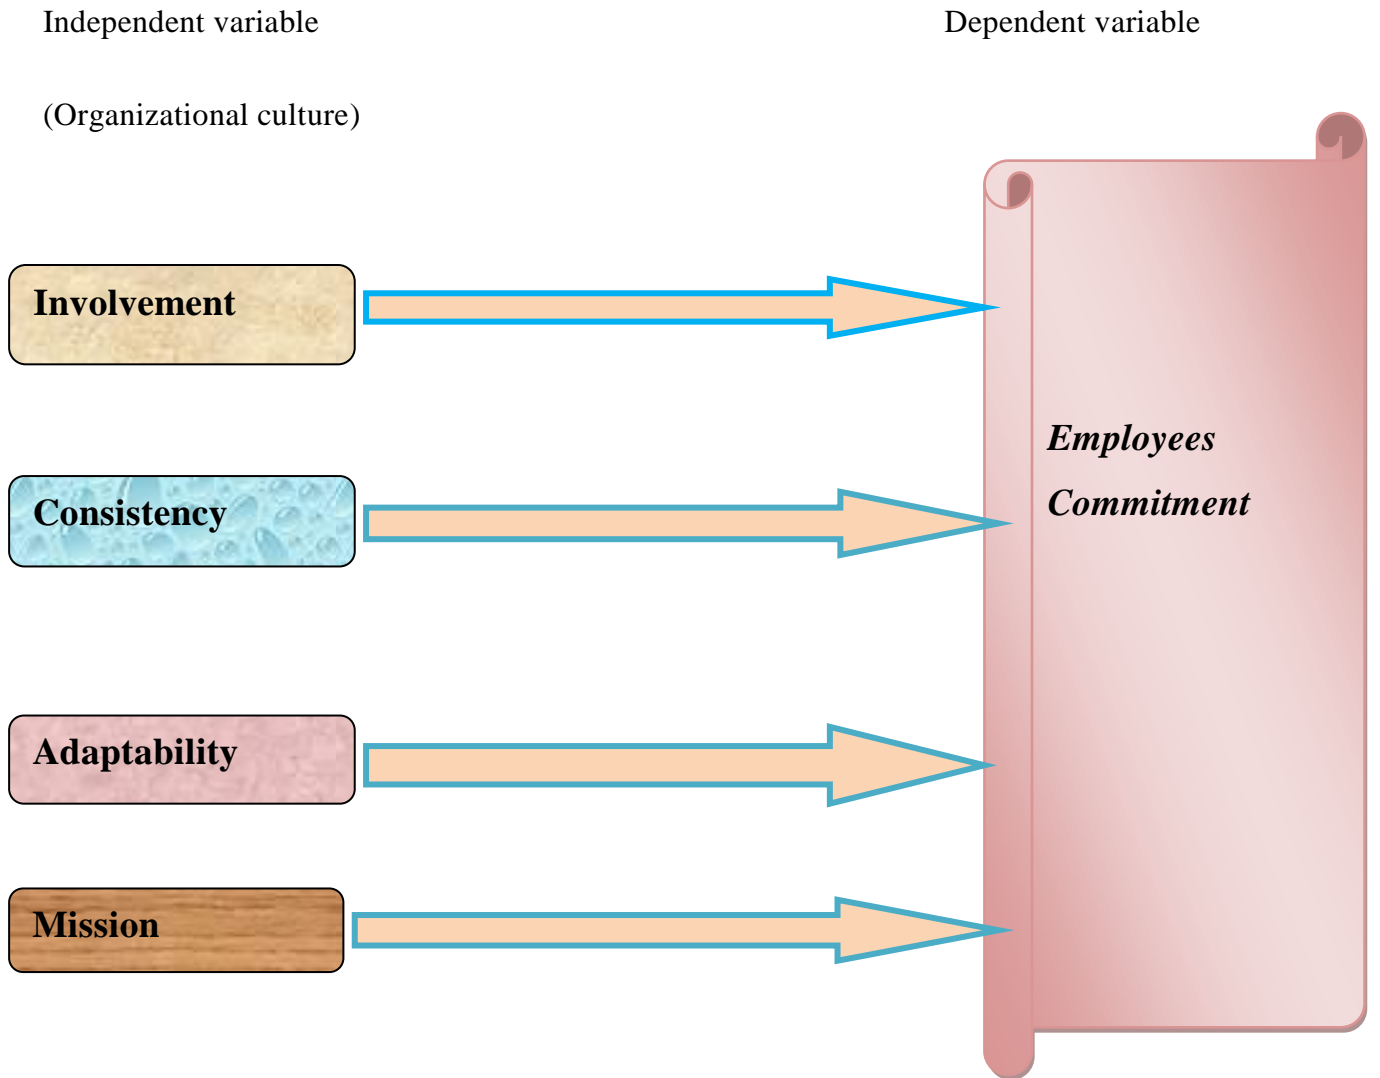 Independent variable
Dependent variable
(Organizational culture)
Involvement
Employees
Commitment
Consistency
Adaptability
Mission